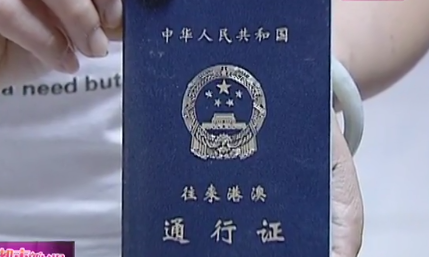 中华人民共和国
a need but
往来港澳
通行证